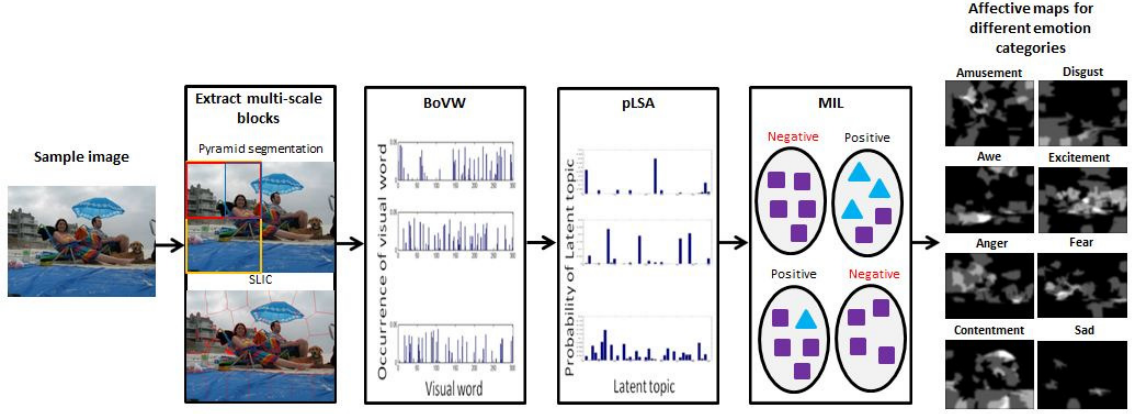 Affective maps for
different emotion
categories
Sample image
Extract multi-scale
blocks
Pyramid segmentation
SLIC
BoVW
Occurrence of visual word
Visual word
pLSA
Probability of Latent topic
Latent topic
MIL
Negative
Positive
Positive
Negative
Amusement
Disgust
Awe
Excitement
Anger
Fear
Contentment
Sad